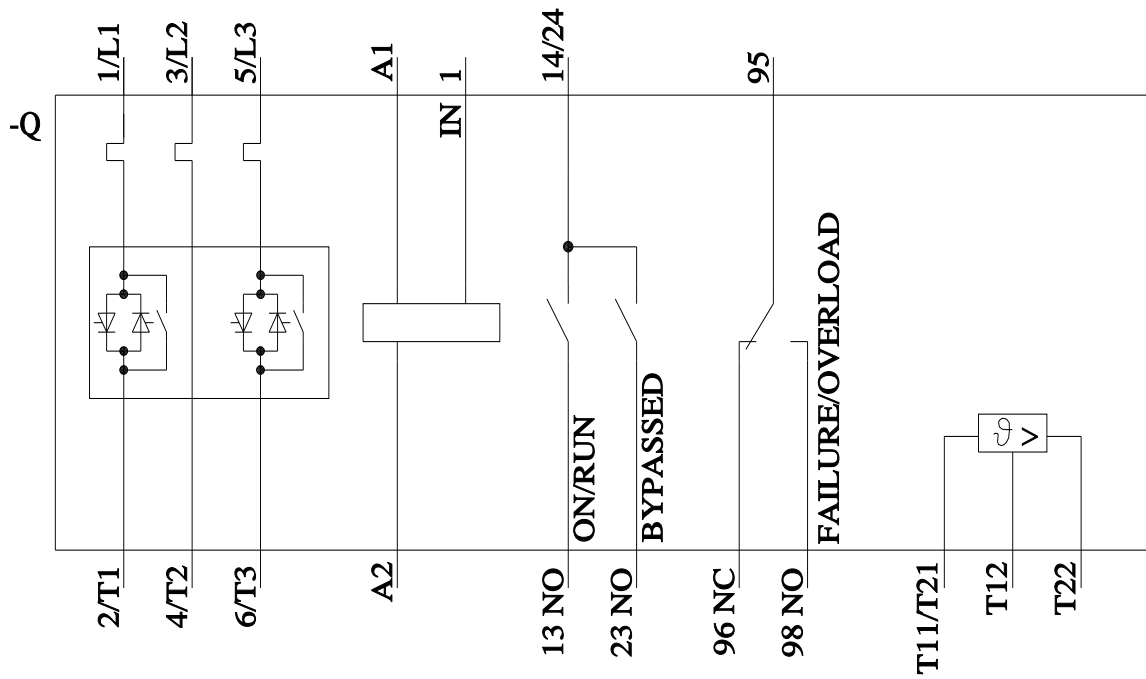 1/L1
3/L2
5/L3
A1
1
14/24
95
-Q
IN
ON/RUN
BYPASSED
FAILURE/OVERLOAD
ϑ >
2/T1
4/T2
6/T3
A2
13 NO
23 NO
96 NC
98 NO
T11/T21
T12
T22